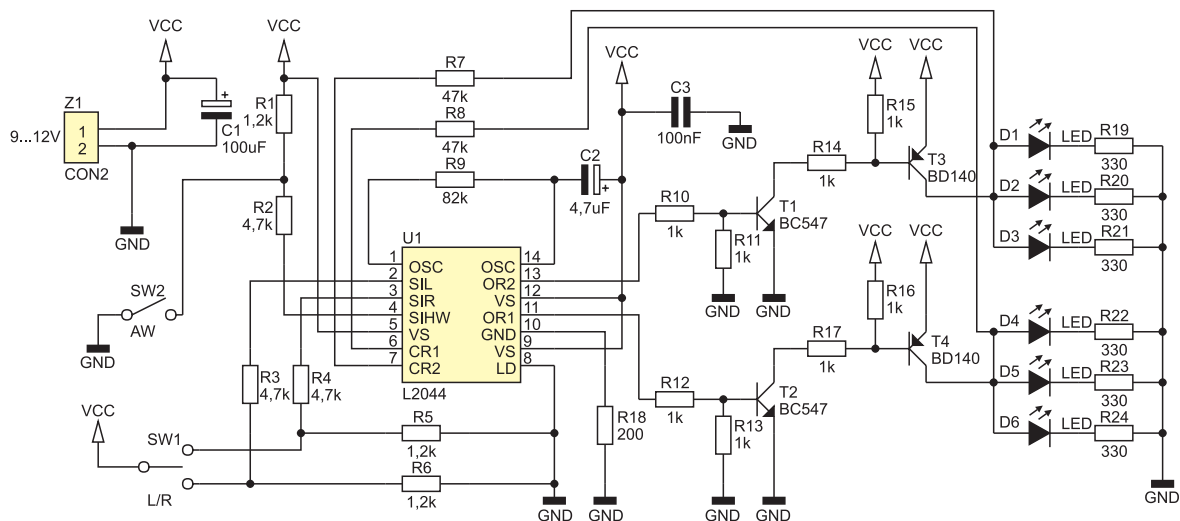 VCC
VCC
VCC
VCC
VCC
Z1
9...12V
1
2
CON2
+
C1
100uF
GND
R1
1,2k
R2
4,7k
R7
47k
R8
47k
R9
82k
C2
4,7uF
+
C3
100nF
GND
R15
1k
R14
1k
T3
BD140
D1
LED
R19
330
D2
LED
R20
330
D3
LED
R21
330
R10
1k
R11
1k
T1
BC547
GND
GND
U1
1
OSC
2
SIL
3
SIR
4
SIHW
5
VS
6
CR1
7
CR2
14
OSC
13
OR2
12
VS
11
OR1
10
GND
9
VS
8
LD
L2044
SW2
AW
GND
VCC
VCC
R16
1k
R17
1k
T4
BD140
D4
LED
R22
330
D5
LED
R23
330
D6
LED
R24
330
R3
4,7k
R4
4,7k
R12
1k
R13
1k
T2
BC547
R18
200
VCC
SW1
L/R
R5
1,2k
R6
1,2k
GND
GND
GND
GND
GND